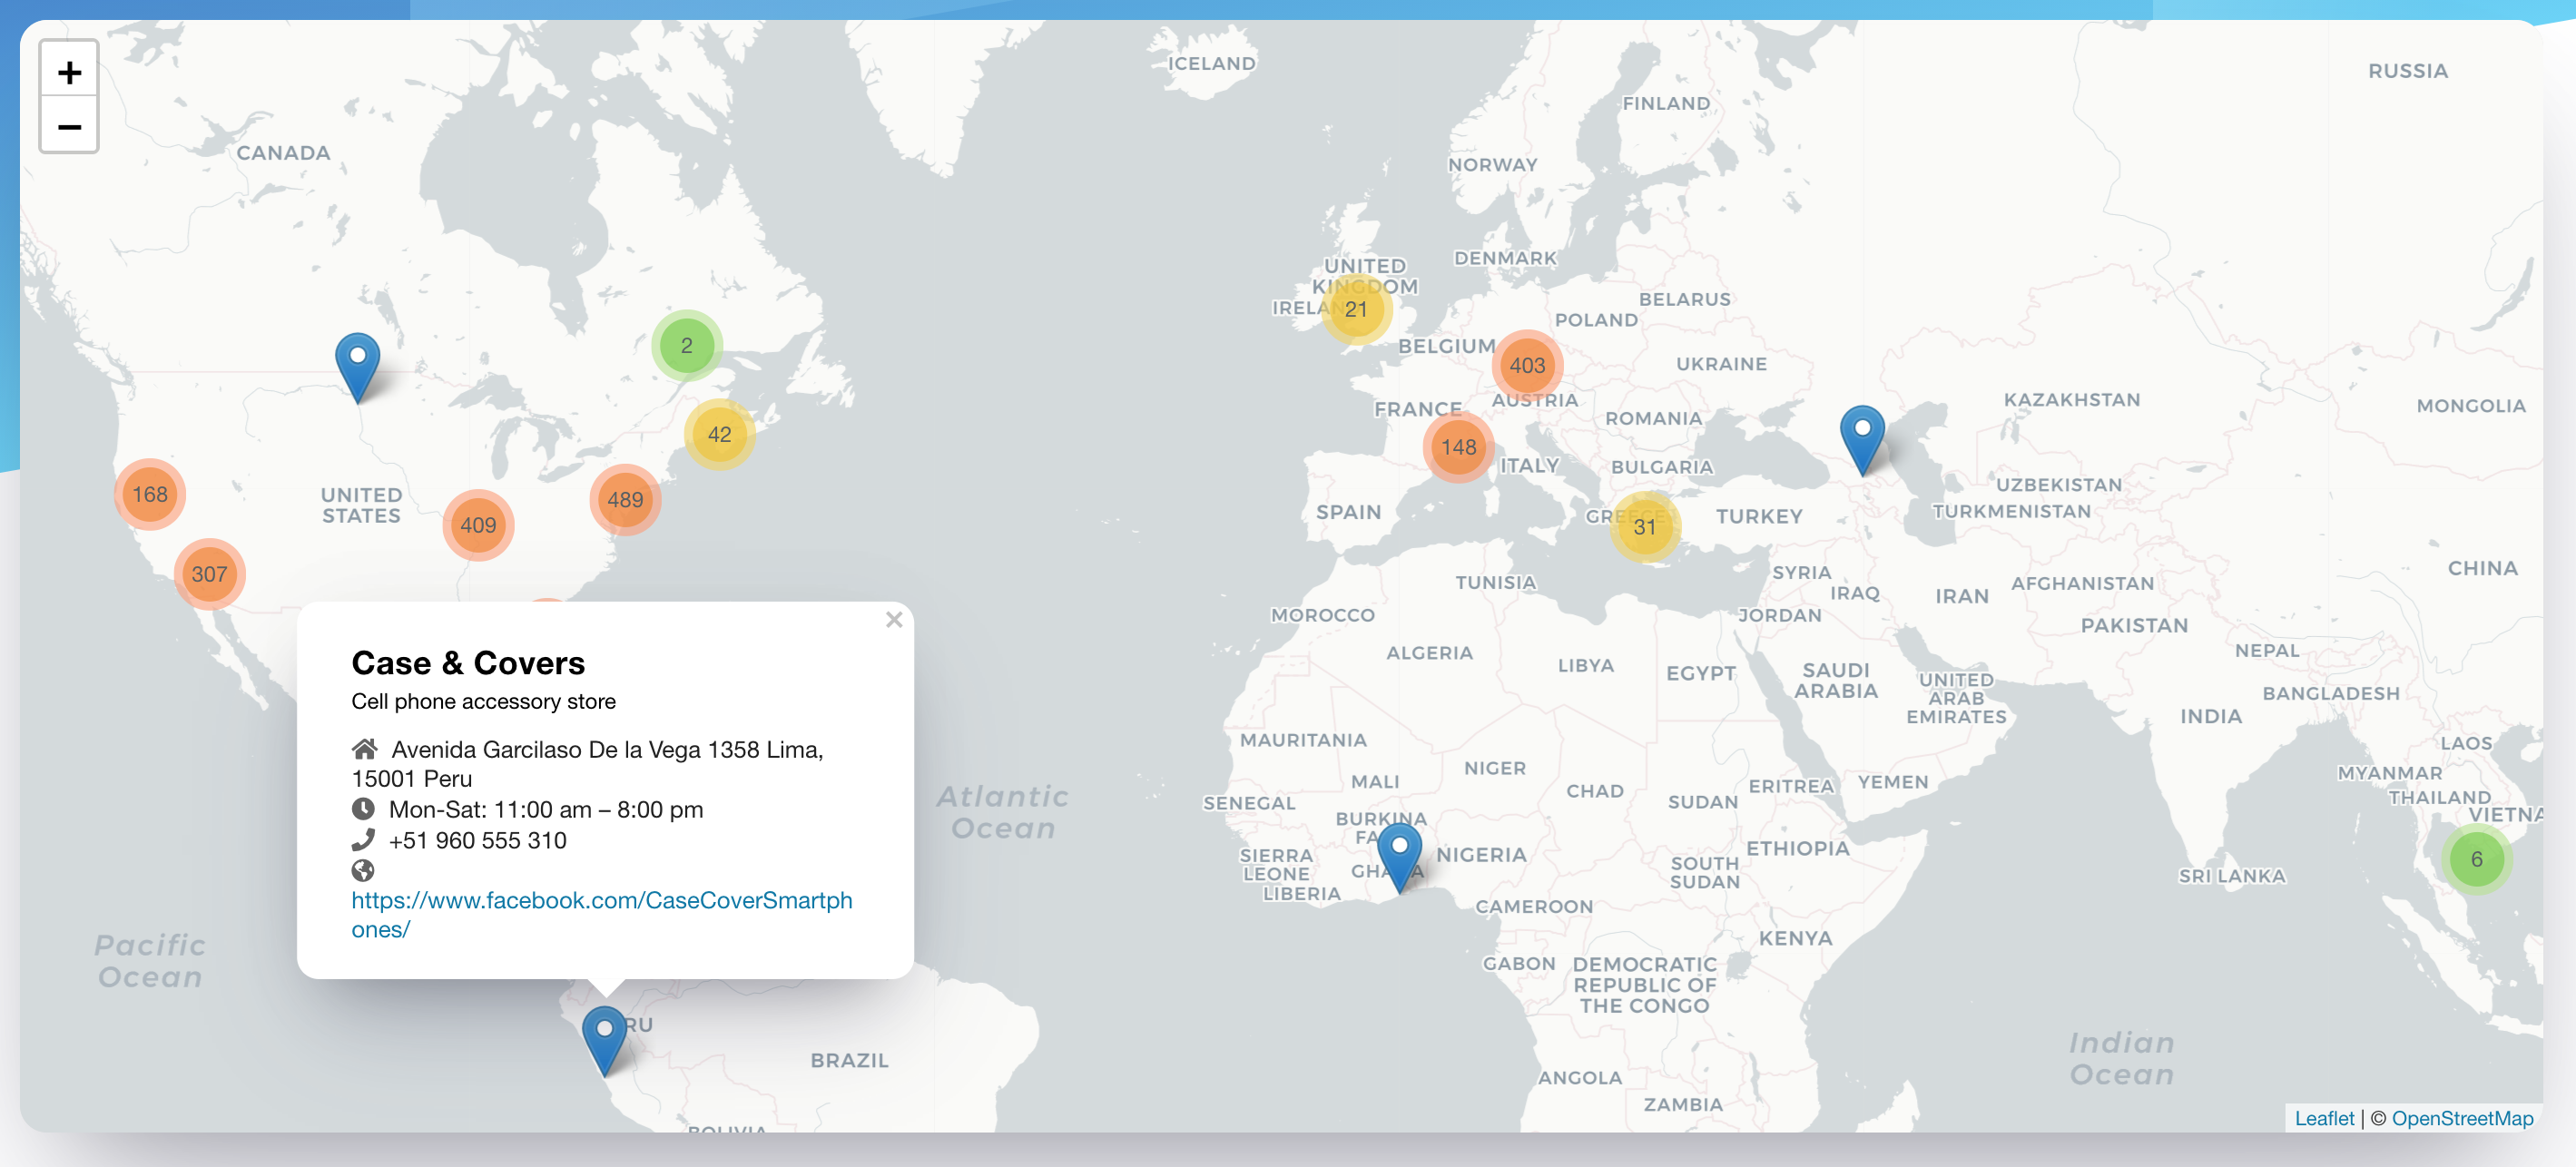 +
−
ICELAND
RUSSIA
FINLAND
CANADA
NORWAY
DENMARK
UNITED
KINGDOM
IRELAN
21
BELARUS
POLAND
2
BELGIUM
403
UKRAINE
AUSTRIA
KAZAKHSTAN
MONGOLIA
FRANCE
ROMANIA
42
148
ITALY
BULGARIA
168
UNITED
STATES
489
409
SPAIN
GREECE
31
TURKEY
UZBEKISTAN
TURKMENISTAN
307
TUNISIA
SYRIA
IRAQ
IRAN
AFGHANISTAN
CHINA
MOROCCO
JORDAN
PAKISTAN
ALGERIA
LIBYA
EGYPT
SAUDI
ARABIA
UNITED
ARAB
EMIRATES
NEPAL
BANGLADESH
INDIA
×
Case & Covers
Cell phone accessory store
Avenida Garcilaso De la Vega 1358 Lima,
15001 Peru
Mon-Sat: 11:00 am – 8:00 pm
+51 960 555 310
https://www.facebook.com/CaseCoverSmartph
ones/
MAURITANIA
MALI
NIGER
CHAD
SUDAN
ERITREA
YEMEN
LAOS
MYANMAR
THAILAND
VIETNA
Atlantic
Ocean
SENEGAL
BURKINA
FA
SIERRA
LEONE
GHANA
NIGERIA
LIBERIA
SOUTH
SUDAN
ETHIOPIA
SRI LANKA
6
CAMEROON
KENYA
GABON
DEMOCRATIC
REPUBLIC OF
THE CONGO
Pacific
Ocean
RU
BRAZIL
BOLIVIA
ANGOLA
ZAMBIA
Indian
Ocean
Leaflet | © OpenStreetMap